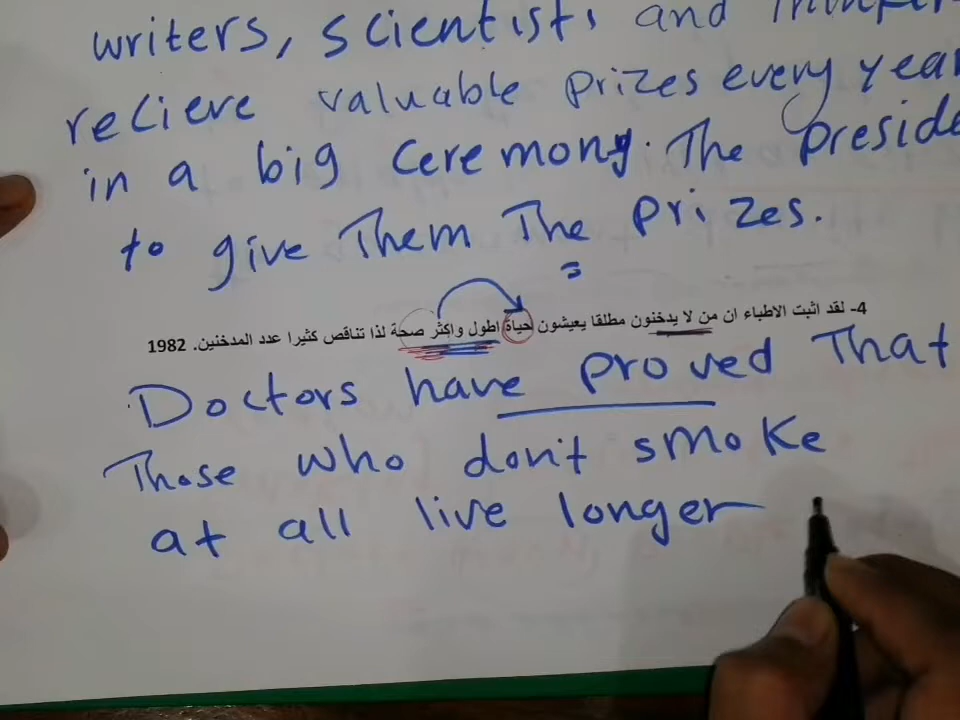 writers, scientists and
relieve valuable prizes every year
in a big ceremony. The preside
to give Them The prizes.
4- لقد اثبت الاطباء ان من لا يدخنون مطلقا يعيشون حياة اطول واكثر صحة لذا تناقص كثيرا عدد المدخنين. 1982
Doctors have proved That
Those who don't smoke
at all live longer